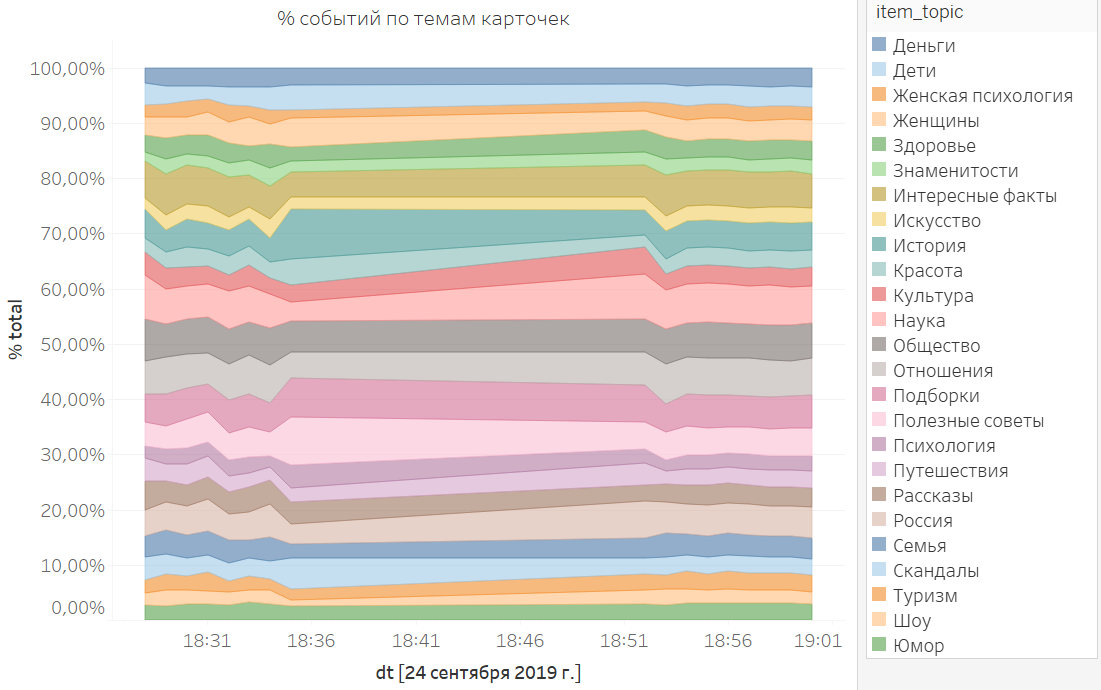 % событий по темам карточек
item_topic
100,00%
90,00%
80,00%
70,00%
60,00%
50,00%
40,00%
30,00%
20,00%
10,00%
0,00%
% total
18:31
18:36
18:41
18:46
18:51
18:56
19:01
dt [24 сентября 2019 г.]
Деньги
Дети
Женская психология
Женщины
Здоровье
Знаменитости
Интересные факты
Искусство
История
Красота
Культура
Наука
Общество
Отношения
Подборки
Полезные советы
Психология
Путешествия
Рассказы
Россия
Семья
Скандалы
Туризм
Шоу
Юмор